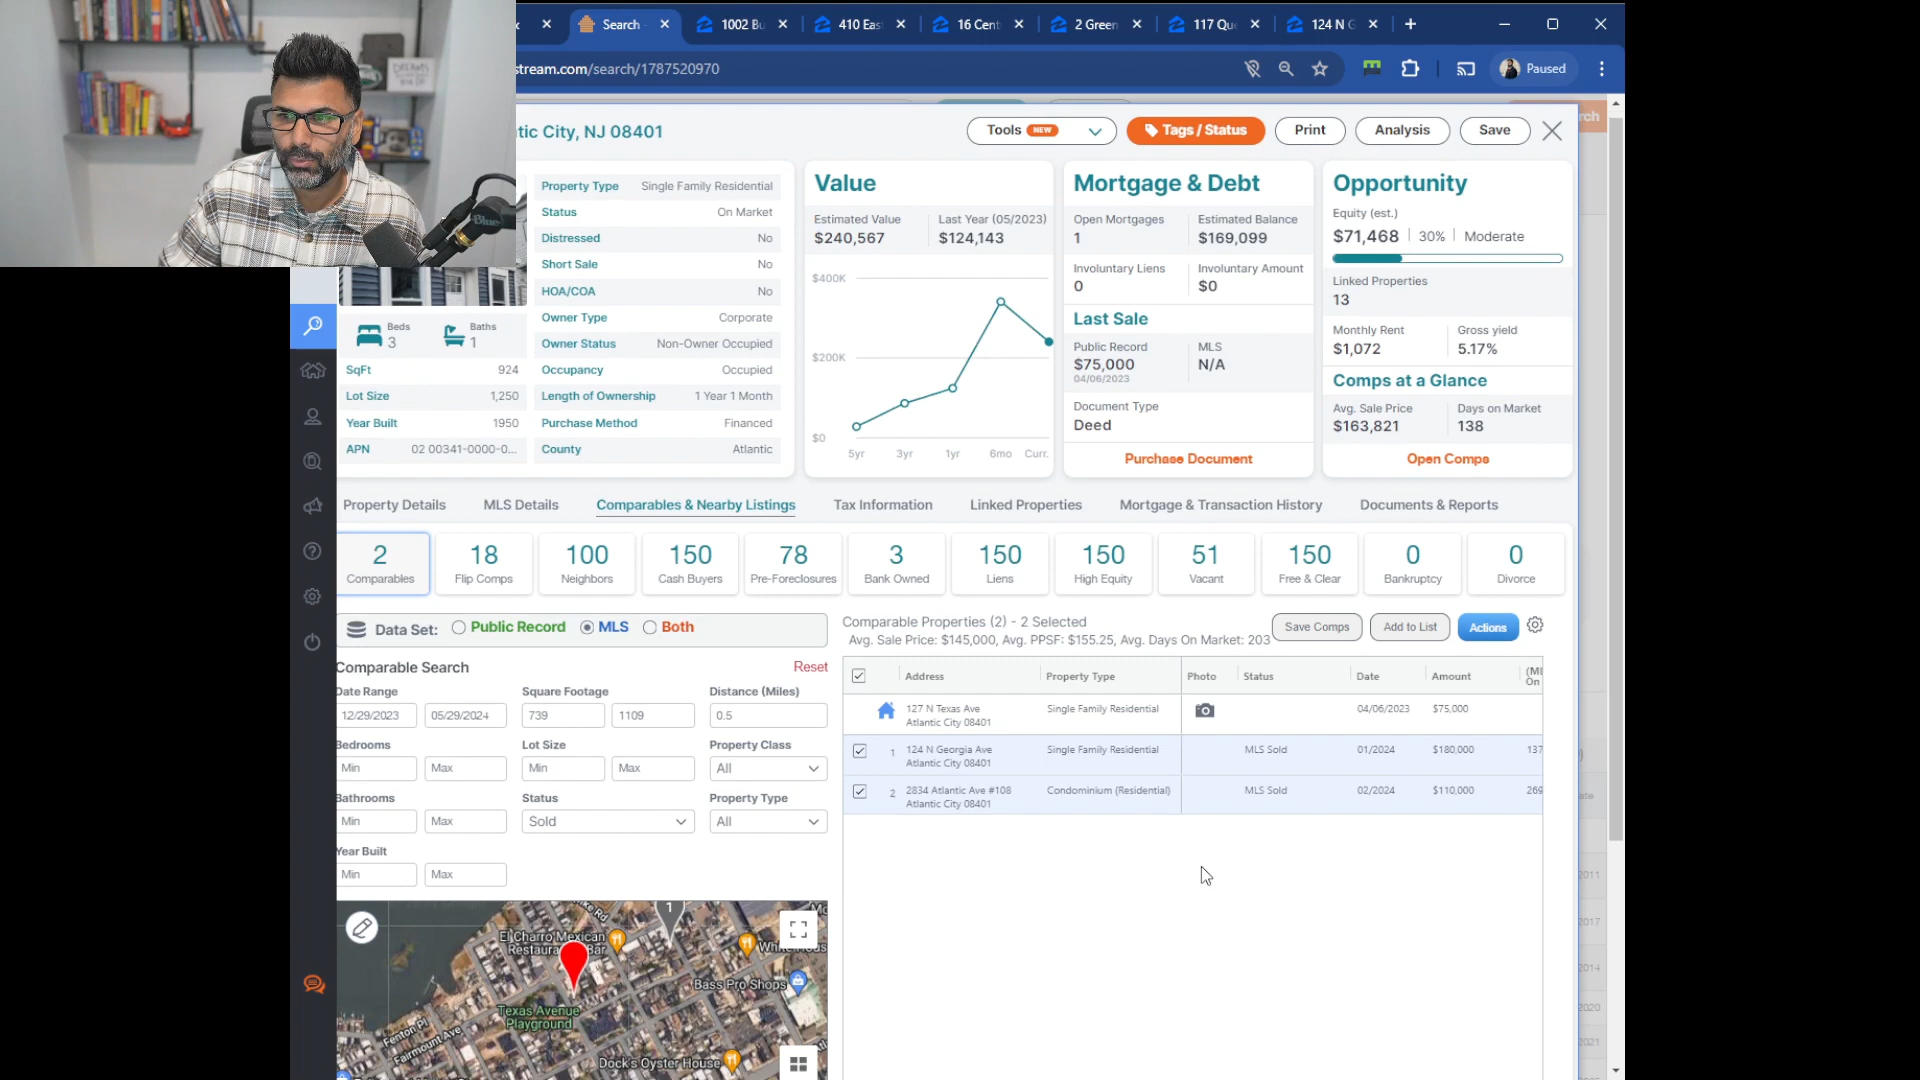 Search
1002 Bu
410 Eas
16 Cent
2 Green
117 Que
124 N G
stream.com/search/1787520970
Paused
tic City, NJ 08401
Tools NEW
Tags / Status
Print
Analysis
Save
Property Type Single Family Residential
Status On Market
Distressed No
Short Sale No
HOA/COA No
Owner Type Corporate
Owner Status Non-Owner Occupied
Occupancy Occupied
Length of Ownership 1 Year 1 Month
Purchase Method Financed
County Atlantic
Beds
3
Baths
1
SqFt 924
Lot Size 1,250
Year Built 1950
APN 02 00341-0000-0...
Value
Estimated Value
$240,567
Last Year (05/2023)
$124,143
$400K
$200K
$0
5yr 3yr 1yr 6mo Curr.
Mortgage & Debt
Open Mortgages
1
Estimated Balance
$169,099
Involuntary Liens
0
Involuntary Amount
$0
Last Sale
Public Record
$75,000
04/06/2023
MLS
N/A
Document Type
Deed
Purchase Document
Opportunity
Equity (est.)
$71,468 30% Moderate
Linked Properties
13
Monthly Rent
$1,072
Gross yield
5.17%
Comps at a Glance
Avg. Sale Price
$163,821
Days on Market
138
Open Comps
Property Details
MLS Details
Comparables & Nearby Listings
Tax Information
Linked Properties
Mortgage & Transaction History
Documents & Reports
2
Comparables
18
Flip Comps
100
Neighbors
150
Cash Buyers
78
Pre-Foreclosures
3
Bank Owned
150
Liens
150
High Equity
51
Vacant
150
Free & Clear
0
Bankruptcy
0
Divorce
Data Set: Public Record MLS Both
Comparable Search
Reset
Date Range
12/29/2023 05/29/2024
Square Footage
739 1109
Distance (Miles)
0.5
Bedrooms
Min Max
Lot Size
Min Max
Property Class
All
Bathrooms
Min Max
Status
Sold
Property Type
All
Year Built
Min Max
Comparable Properties (2) - 2 Selected
Avg. Sale Price: $145,000, Avg. PPSF: $155.25, Avg. Days On Market: 203
Save Comps
Add to List
Actions
Address Property Type Photo Status Date Amount (ML
On
127 N Texas Ave
Atlantic City 08401
Single Family Residential 04/06/2023 $75,000
1 124 N Georgia Ave
Atlantic City 08401
Single Family Residential MLS Sold 01/2024 $180,000 137
2 2834 Atlantic Ave #108
Atlantic City 08401
Condominium (Residential) MLS Sold 02/2024 $110,000 269
1
El Charro Mexican
Restaurant Bar
Bass Pro Shops
Texas Avenue
Playground
Fenton Pl
Fairmount Ave
Dock's Oyster House
2011
2017
2014
2020
2021
Blue